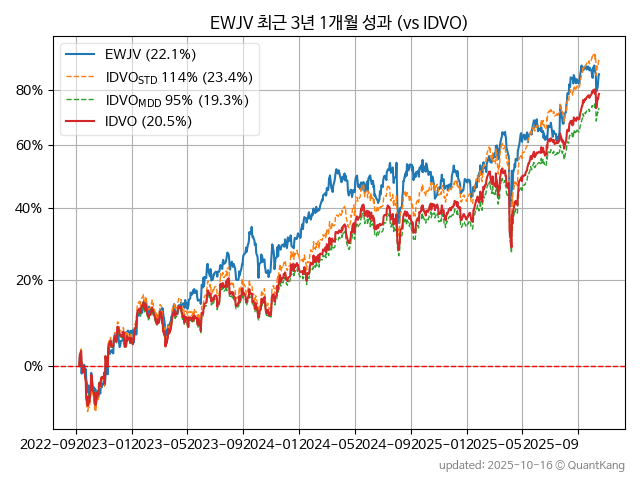 EWJV 최근 3년 1개월 성과 (vs IDVO)
EWJV (22.1%)
IDVO_STD 114% (23.4%)
IDVO_MDD 95% (19.3%)
IDVO (20.5%)
80%
60%
40%
20%
0%
2022-09 2023-01 2023-05 2023-09 2024-01 2024-05 2024-09 2025-01 2025-05 2025-09
updated: 2025-10-16 © QuantKang